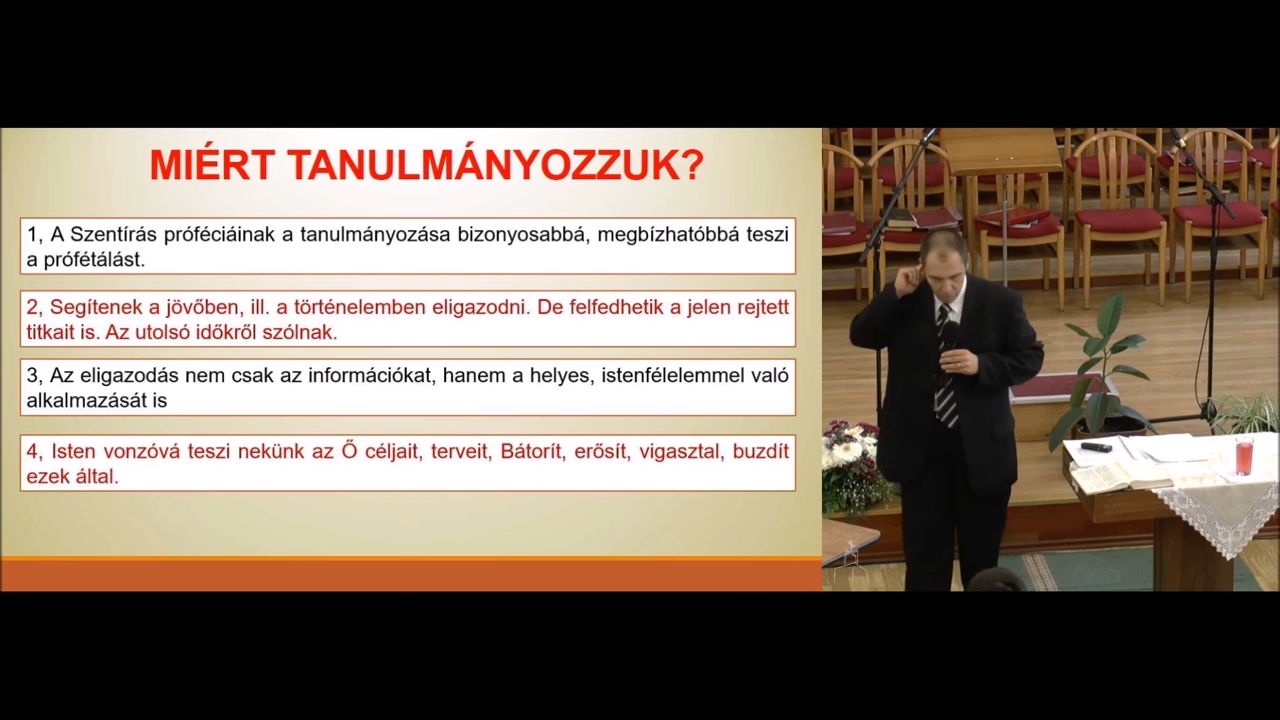 MIÉRT TANULMÁNYOZZUK?
1, A Szentírás próféciáinak a tanulmányozása bizonyosabbá, megbízhatóbbá teszi
a prófétálást.
2, Segítenek a jövőben, ill. a történelemben eligazodni. De felfedhetik a jelen rejtett
titkait is. Az utolsó időkről szólnak.
3, Az eligazodás nem csak az információkat, hanem a helyes, istenfélelemmel való
alkalmazását is
4, Isten vonzóvá teszi nekünk az Ő céljait, terveit, Bátorít, erősít, vigasztal, buzdít
ezek által.